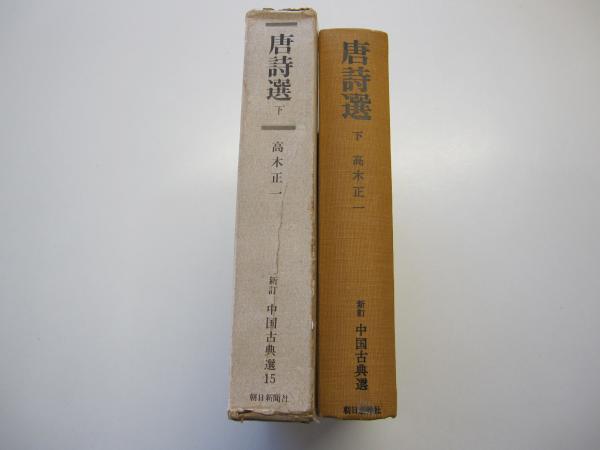 唐詩選
下
高木正一
新訂
中国古典選15
朝日新聞社
唐詩選
下
高木正一
新訂
中国古典選
朝日新聞社